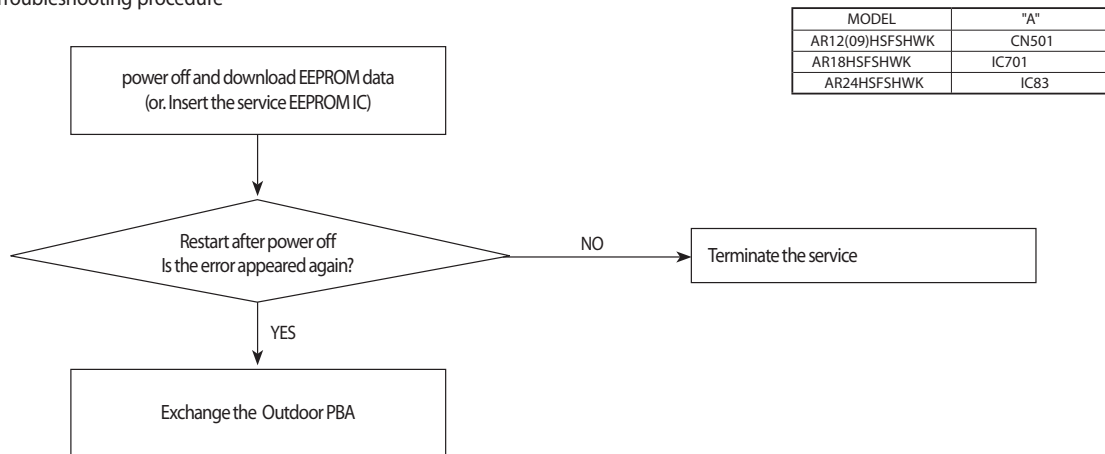 Troubleshooting procedure
MODEL "A"
AR12(09)HSFSHWK CN501
AR18HSFSHWK IC701
AR24HSFSHWK IC83
power off and download EEPROM data
(or. Insert the service EEPROM IC)
Restart after power off
Is the error appeared again?
NO
Terminate the service
YES
Exchange the Outdoor PBA